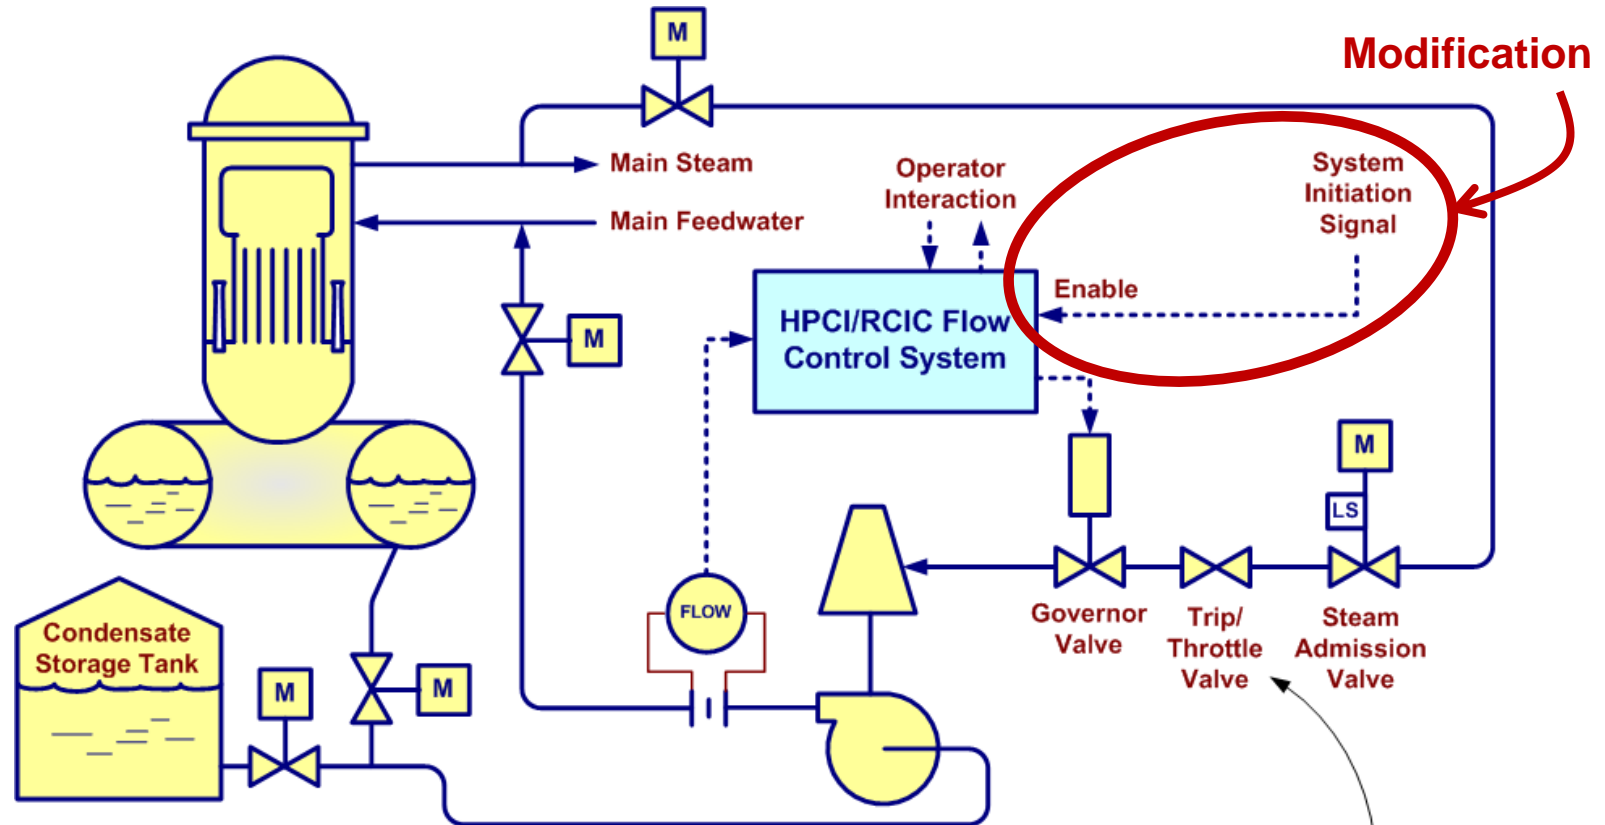 M
Modification
Main Steam
Operator
Interaction
System
Initiation
Signal
Main Feedwater
Enable
HPCI/RCIC Flow
Control System
M
M
LS
FLOW
Governor
Valve
Trip/
Throttle
Valve
Steam
Admission
Valve
Condensate
Storage Tank
M
M